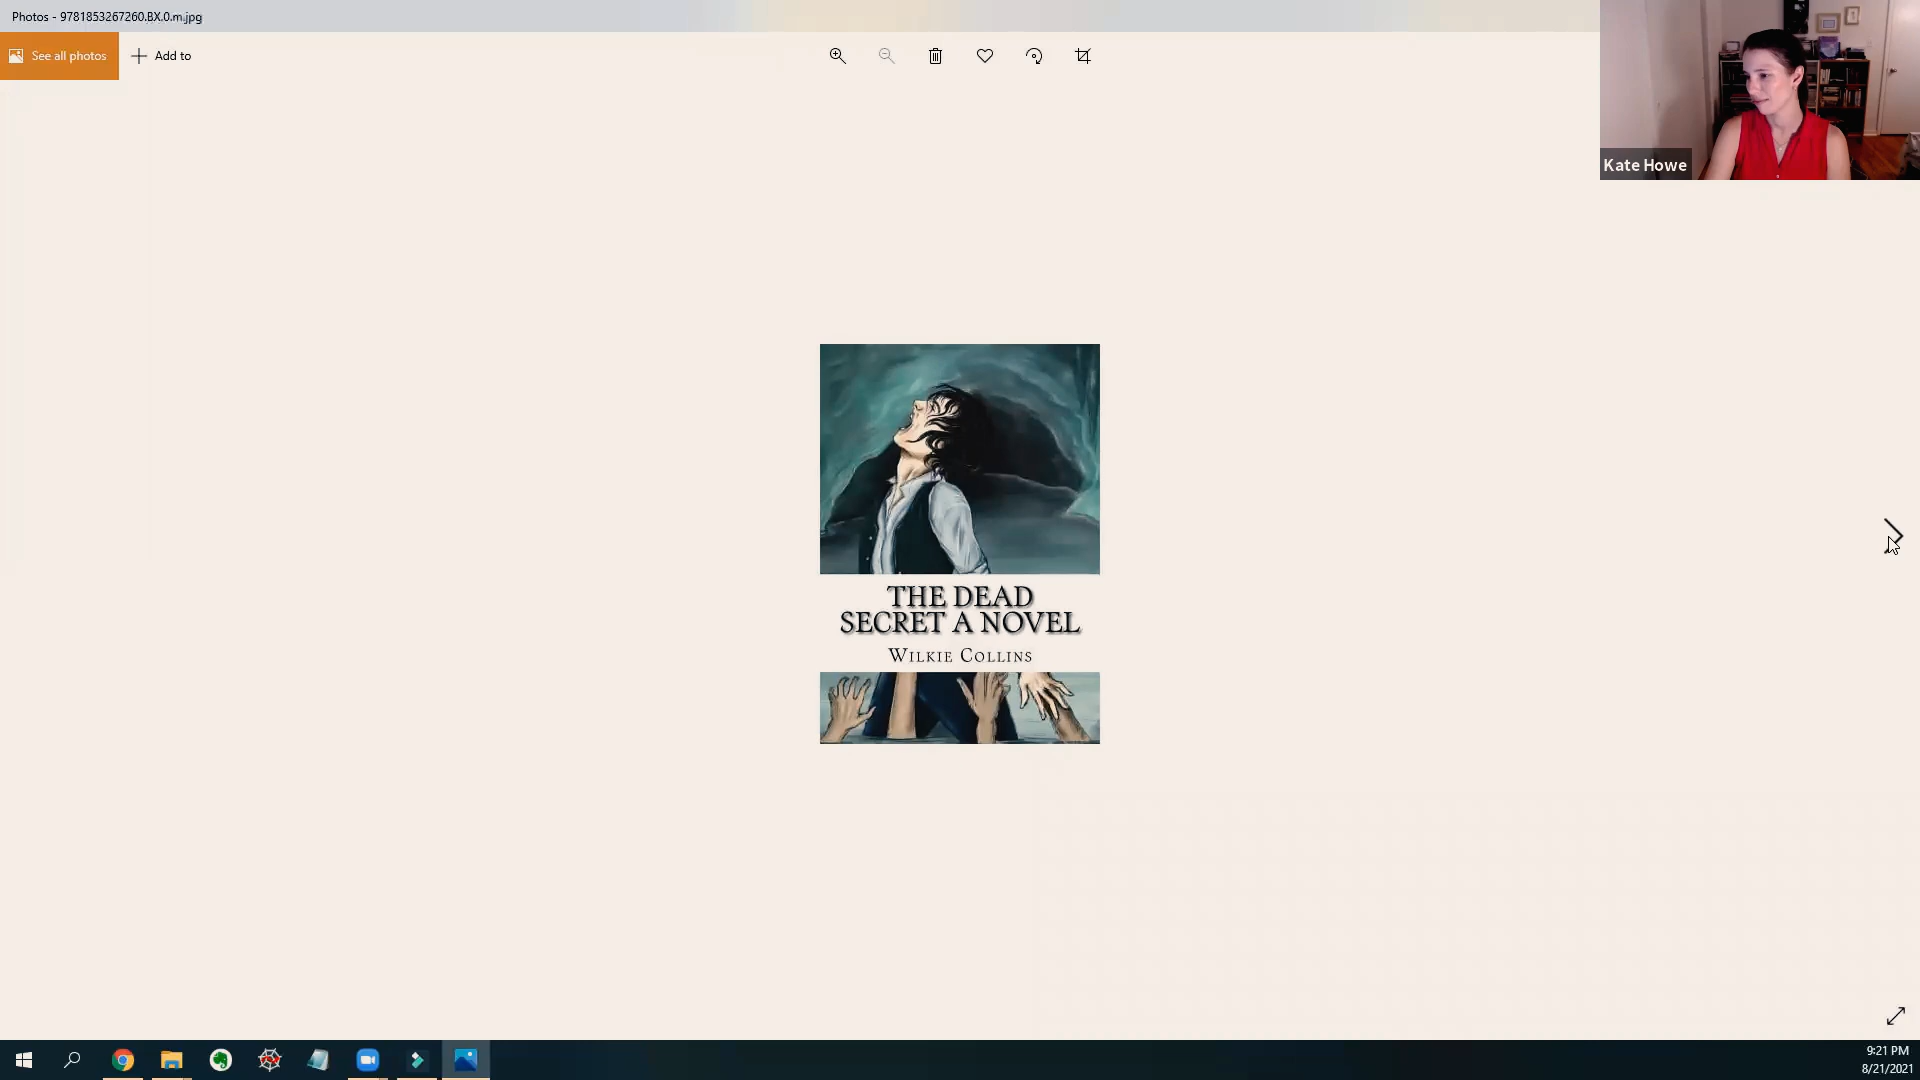 Photos - 9781853267260.BX.0.m.jpg
See all photos
Add to
Kate Howe
THE DEAD
SECRET A NOVEL
WILKIE COLLINS
9:21 PM
8/21/2021